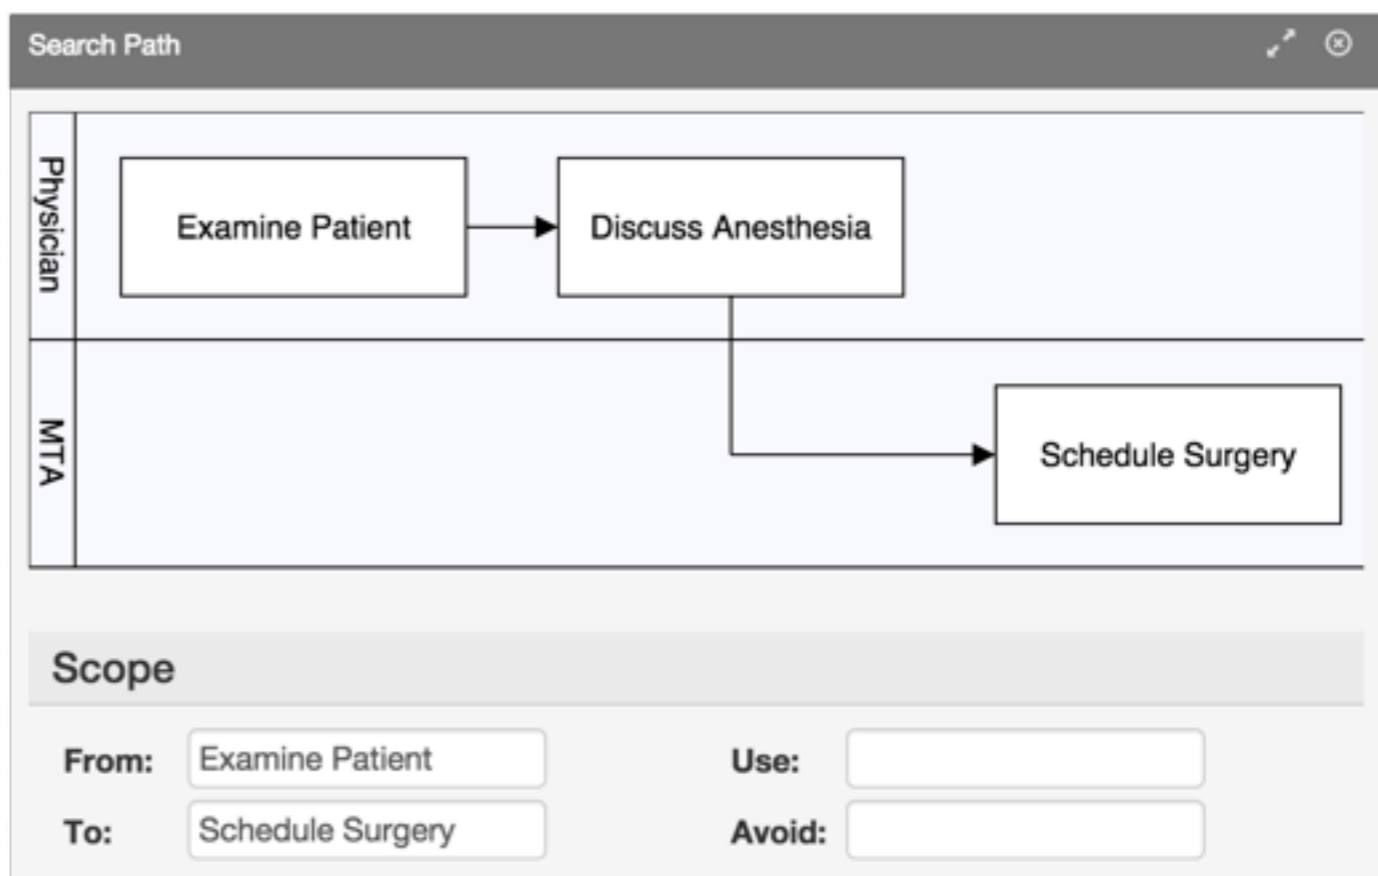 Search Path
Physician
Examine Patient
Discuss Anesthesia
MTA
Schedule Surgery
Scope
From: Examine Patient
Use:
To: Schedule Surgery
Avoid: